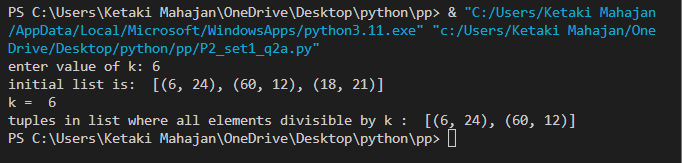 PS C:\Users\Ketaki Mahajan\OneDrive\Desktop\python\pp> & "C:/Users/Ketaki Mahajan
/AppData/Local/Microsoft/WindowsApps/python3.11.exe" "c:/Users/Ketaki Mahajan/One
Drive/Desktop/python/pp/P2_set1_q2a.py"
enter value of k: 6
initial list is:  [(6, 24), (60, 12), (18, 21)]
k =  6
tuples in list where all elements divisible by k :  [(6, 24), (60, 12)]
PS C:\Users\Ketaki Mahajan\OneDrive\Desktop\python\pp>